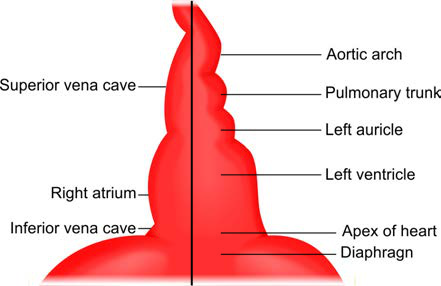 Aortic arch
Superior vena cave
Pulmonary trunk
Left auricle
Left ventricle
Right atrium
Inferior vena cave
Apex of heart
Diaphragn